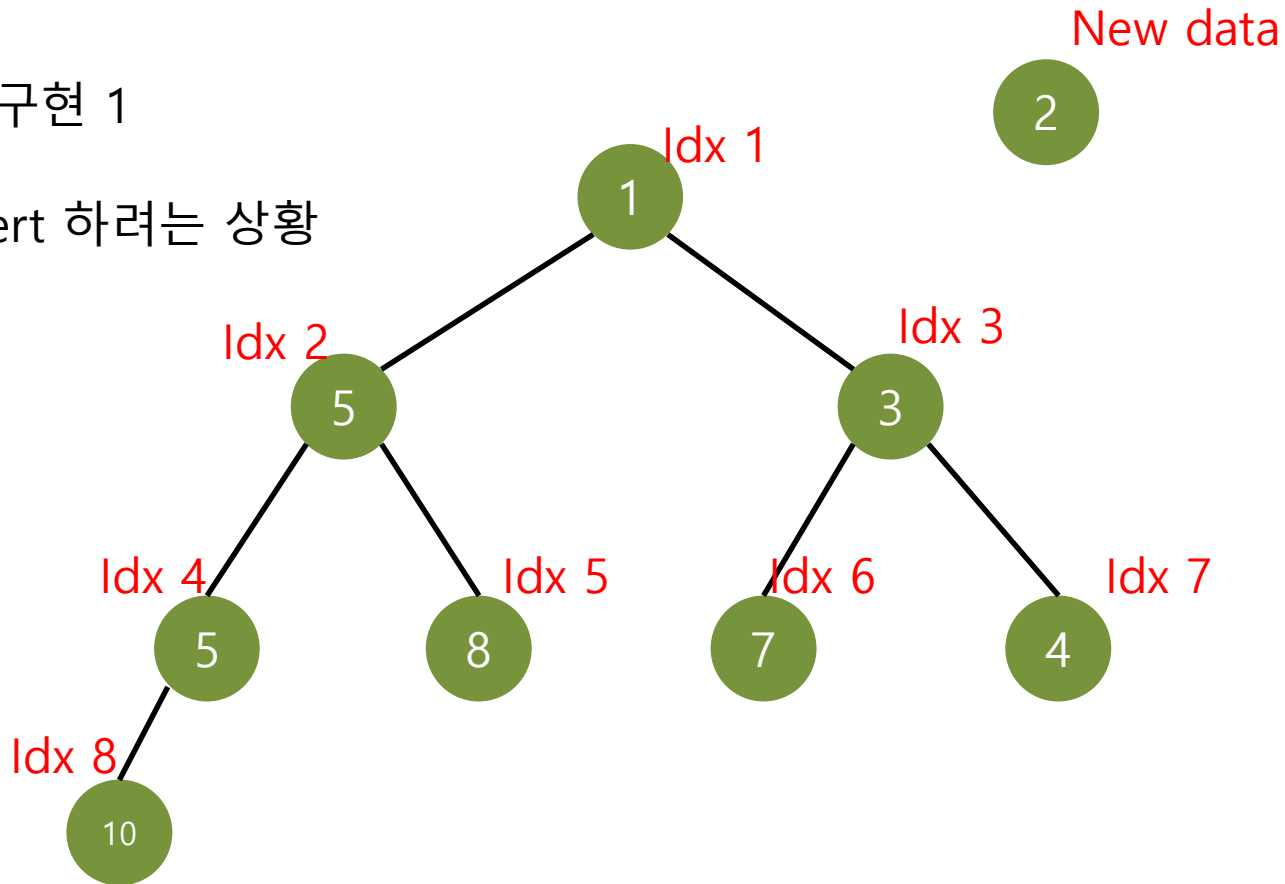 New data
구현 1
2
Idx 1
1
ert 하려는 상황
Idx 2
Idx 3
5
3
Idx 4
Idx 5
Idx 6
Idx 7
5
8
7
4
Idx 8
10